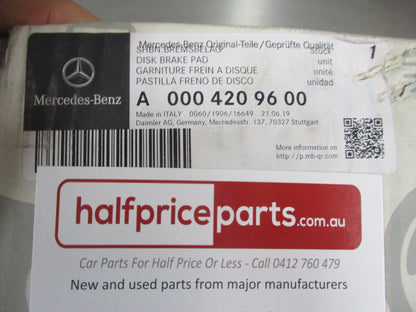 Mercedes-Benz Original-Teile/Geprüfte Qualität
SHBN BREMSBELAG Stück 1
DISK BRAKE PAD unit
GARNITURE FREIN A DISQUE unité
PASTILLA FRENO DE DISCO unidad
Mercedes-Benz
A 000 420 96 00
Made in ITALY 0060/1906/16649 21.06.19
Daimler AG, Germany, Mercedesstr. 137, 70327 Stuttgart
More information on
http://p.mb-qr.com
halfpriceparts.com.au
Car Parts For Half Price Or Less - Call 0412 760 479
New and used parts from major manufacturers